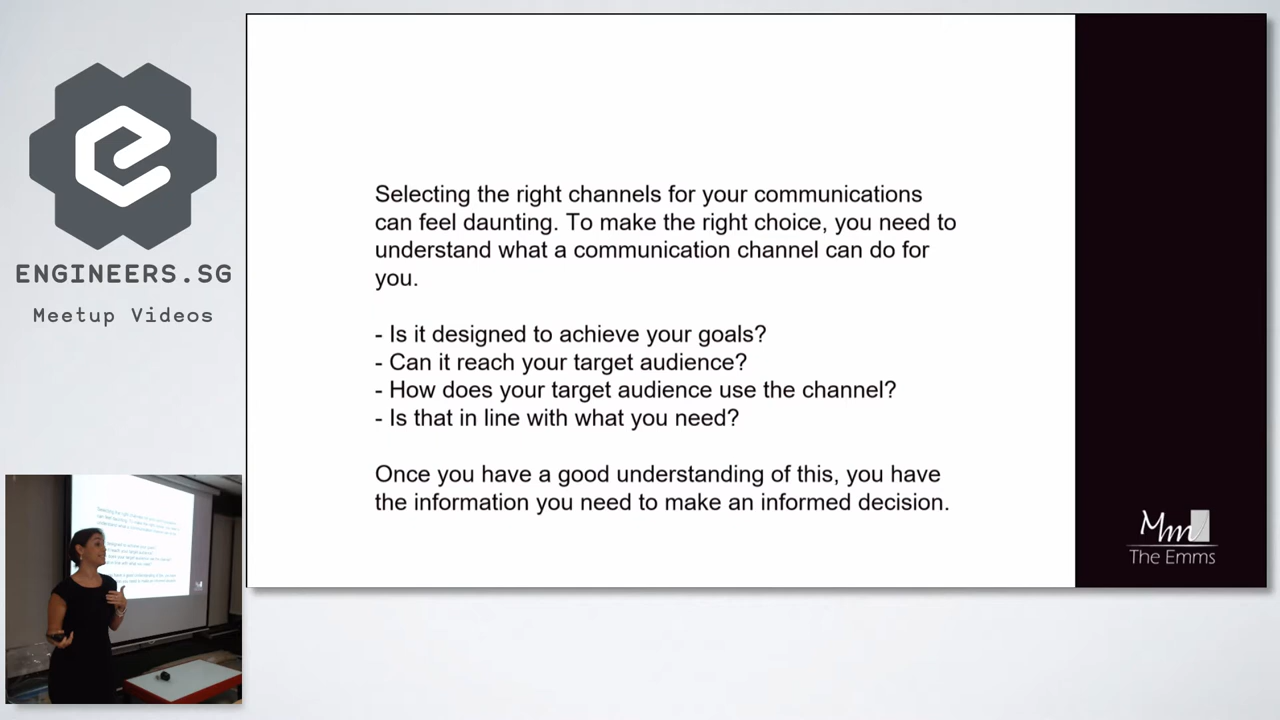 ENGINEERS.SG
Meetup Videos
Selecting the right channels for your communications
can feel daunting. To make the right choice, you need to
understand what a communication channel can do for
you.
- Is it designed to achieve your goals?
- Can it reach your target audience?
- How does your target audience use the channel?
- Is that in line with what you need?
Once you have a good understanding of this, you have
the information you need to make an informed decision.
Mm
The Emms